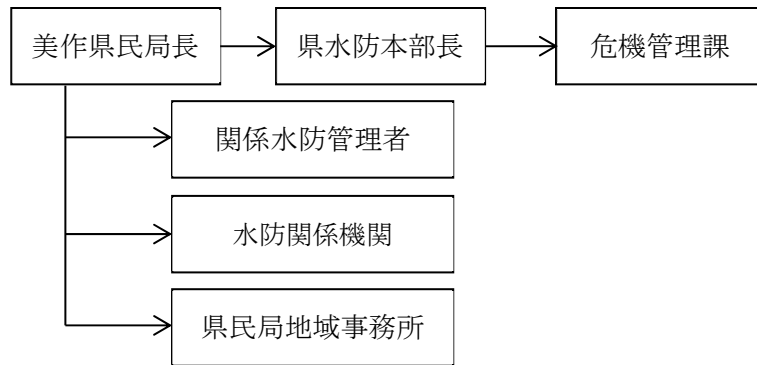 美作県民局長
県水防本部長
危機管理課
関係水防管理者
水防関係機関
県民局地域事務所